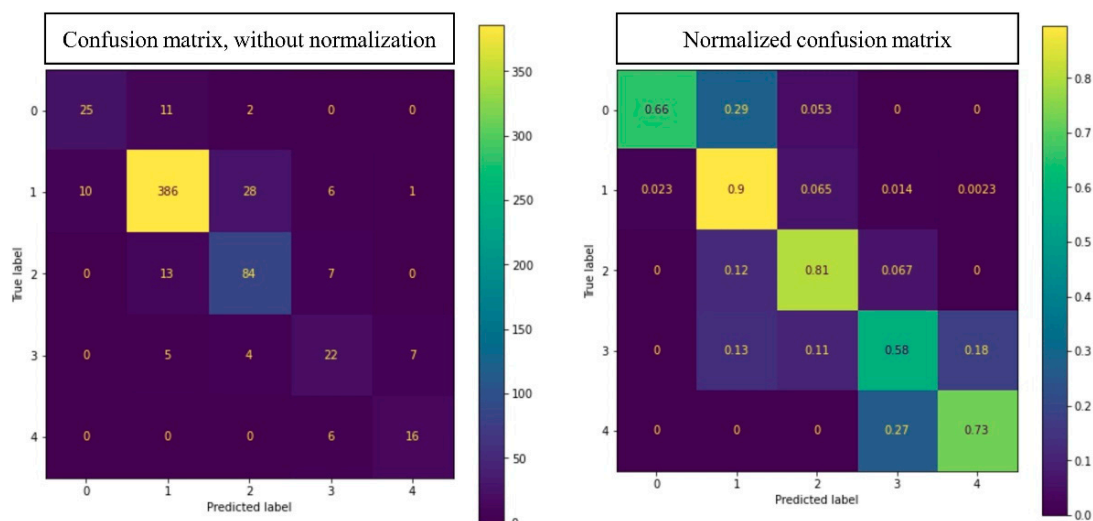 Confusion matrix, without normalization
0 25 11 2 0 0
1 10 386 28 6 1
2 0 13 84 7 0
3 0 5 4 22 7
4 0 0 0 6 16
0 1 2 3 4
True label
Predicted label
350
300
250
200
150
100
50
0
Normalized confusion matrix
0 0.66 0.29 0.053 0 0
1 0.023 0.9 0.065 0.014 0.0023
2 0 0.12 0.81 0.067 0
3 0 0.13 0.11 0.58 0.18
4 0 0 0 0.27 0.73
0 1 2 3 4
True label
Predicted label
0.8
0.7
0.6
0.5
0.4
0.3
0.2
0.1
0.0